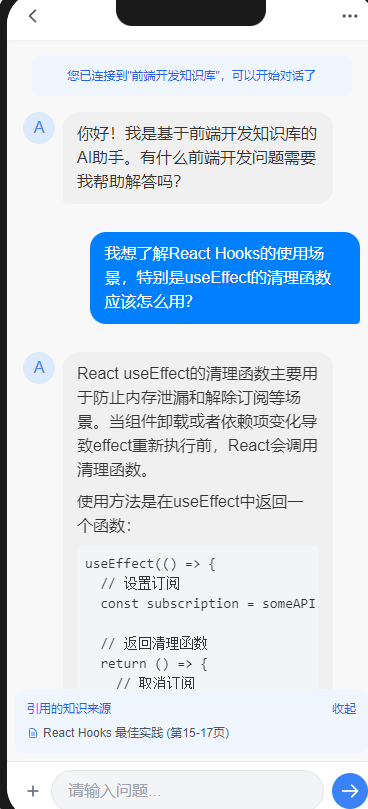 您已连接到"前端开发知识库"，可以开始对话了
A
你好！我是基于前端开发知识库的
AI助手。有什么前端开发问题需要
我帮助解答吗？
我想了解React Hooks的使用场
景，特别是useEffect的清理函数
应该怎么用？
A
React useEffect的清理函数主要用
于防止内存泄漏和解除订阅等场
景。当组件卸载或者依赖项变化导
致effect重新执行前，React会调用
清理函数。
使用方法是在useEffect中返回一
个函数：
useEffect(() => {
// 设置订阅
const subscription = someAPI.
// 返回清理函数
return () => {
// 取消订阅
引用的知识来源 收起
React Hooks 最佳实践 (第15-17页)
请输入问题...